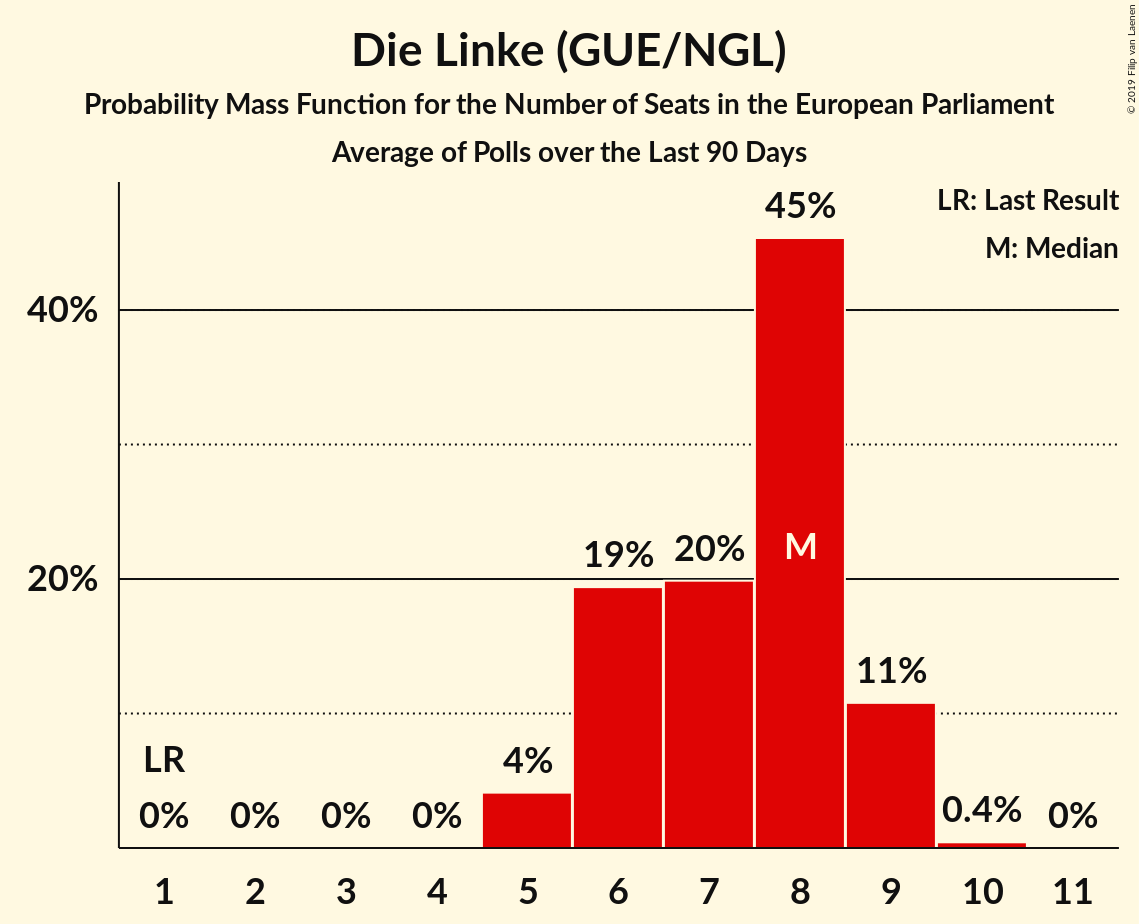 Die Linke (GUE/NGL)
Probability Mass Function for the Number of Seats in the European Parliament
Average of Polls over the Last 90 Days
© 2019 Filip van Laenen
LR: Last Result
M: Median
45%
40%
M
19%
20%
20%
11%
LR
4%
0%
0%
0%
0%
0.4%
0%
1 2 3 4 5 6 7 8 9 10 11